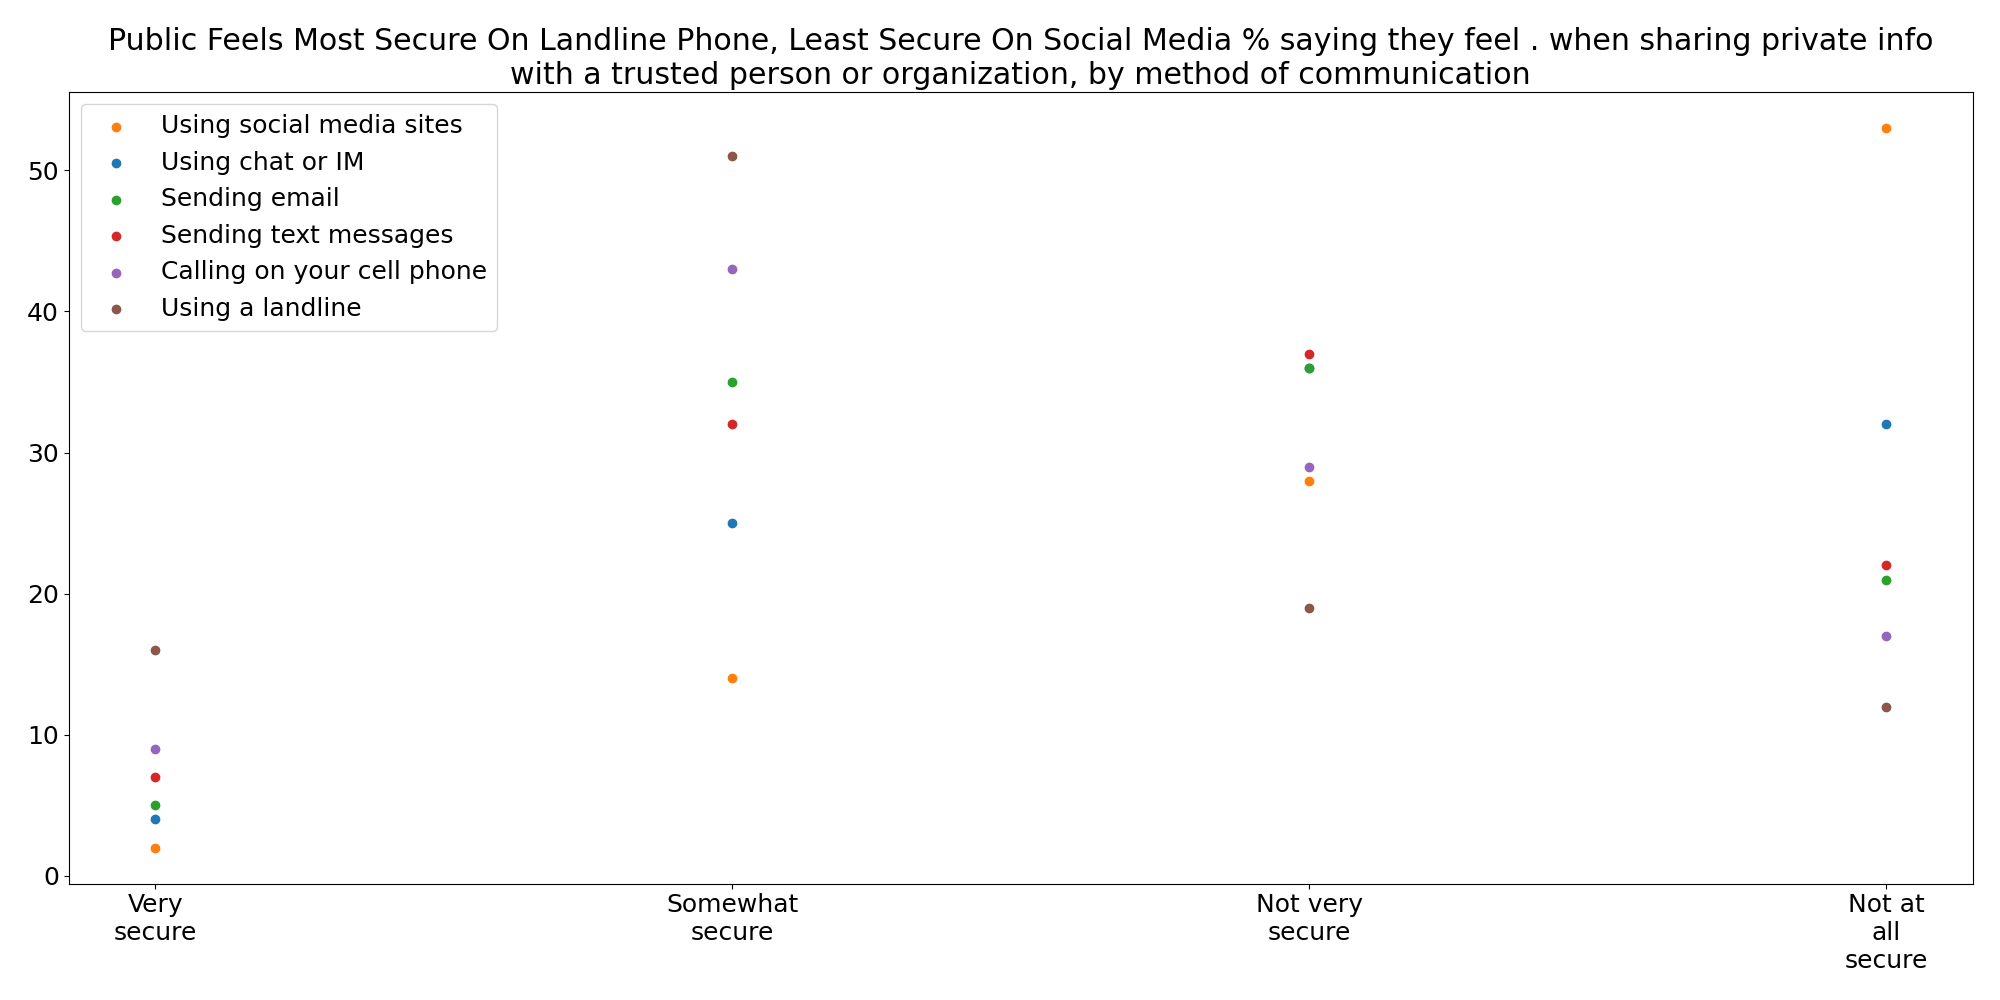 Public Feels Most Secure On Landline Phone, Least Secure On Social Media % saying they feel . when sharing private info
with a trusted person or organization, by method of communication
Using social media sites
Using chat or IM
Sending email
Sending text messages
Calling on your cell phone
Using a landline
50
40
30
20
10
0
Very
secure
Somewhat
secure
Not very
secure
Not at
all
secure